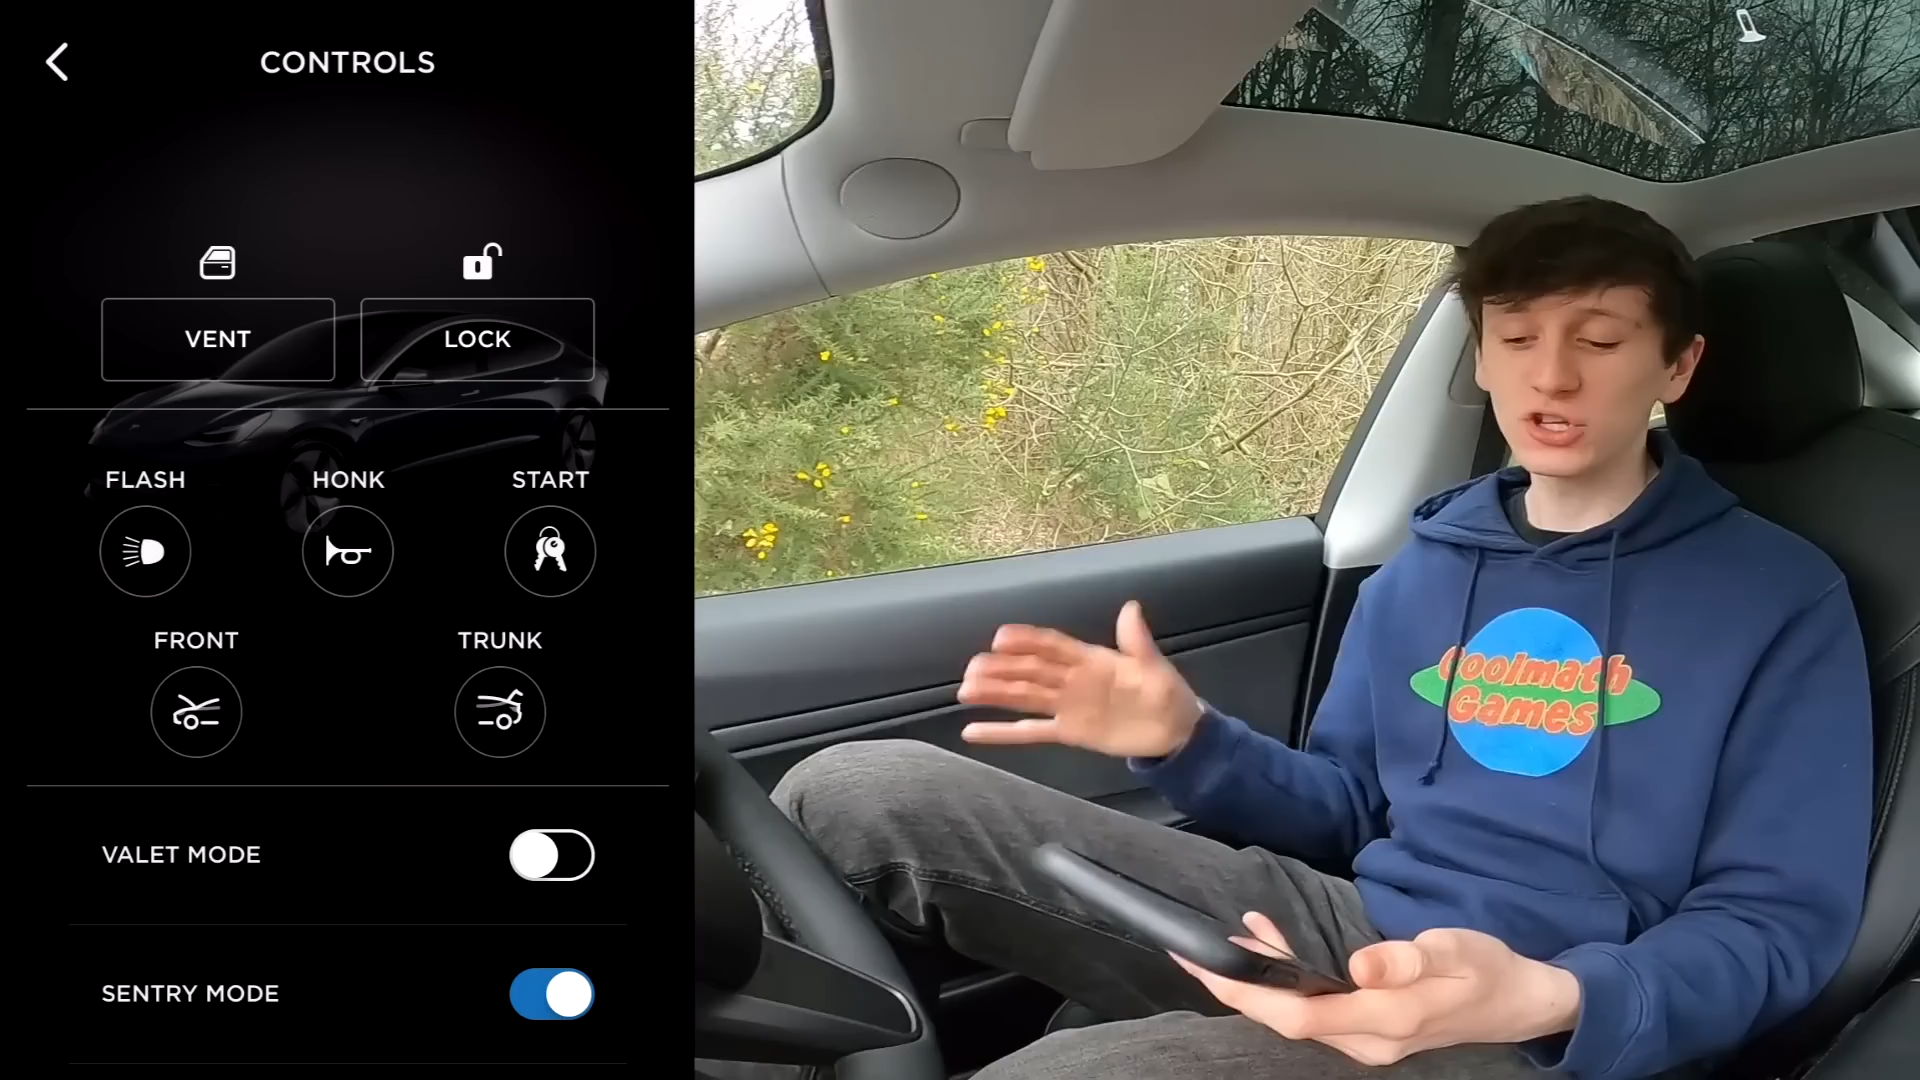 CONTROLS
VENT
LOCK
FLASH
HONK
START
FRONT
TRUNK
VALET MODE
SENTRY MODE
Coolmath
Games